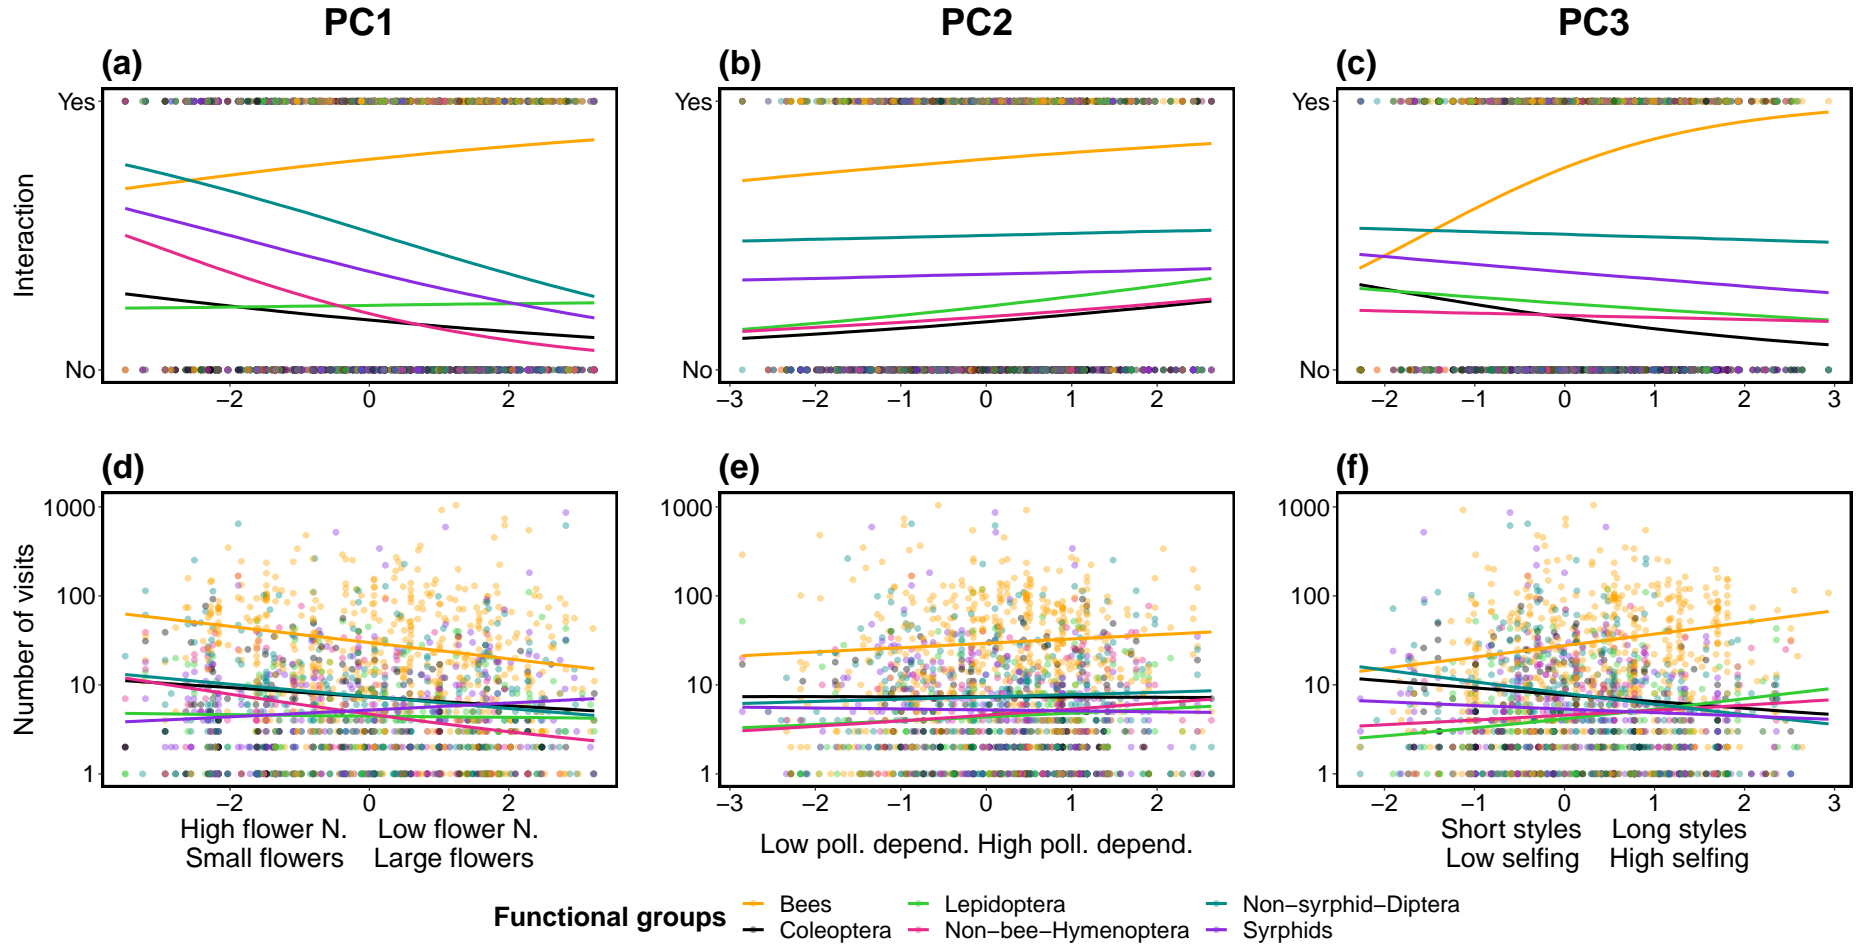 PC1 PC2 PC3
(a) (b) (c)
Interaction
Yes Yes Yes
No No No
−2 0 2
−3 −2 −1 0 1 2
−2 −1 0 1 2 3
(d) (e) (f)
Number of visits
1000 1000 1000
100 100 100
10 10 10
1 1 1
−2 0 2
−3 −2 −1 0 1 2
−2 −1 0 1 2 3
High flower N. Low flower N.
Small flowers Large flowers
Low poll. depend. High poll. depend.
Short styles Long styles
Low selfing High selfing
Functional groups
Bees Lepidoptera Non−syrphid−Diptera
Coleoptera Non−bee−Hymenoptera Syrphids